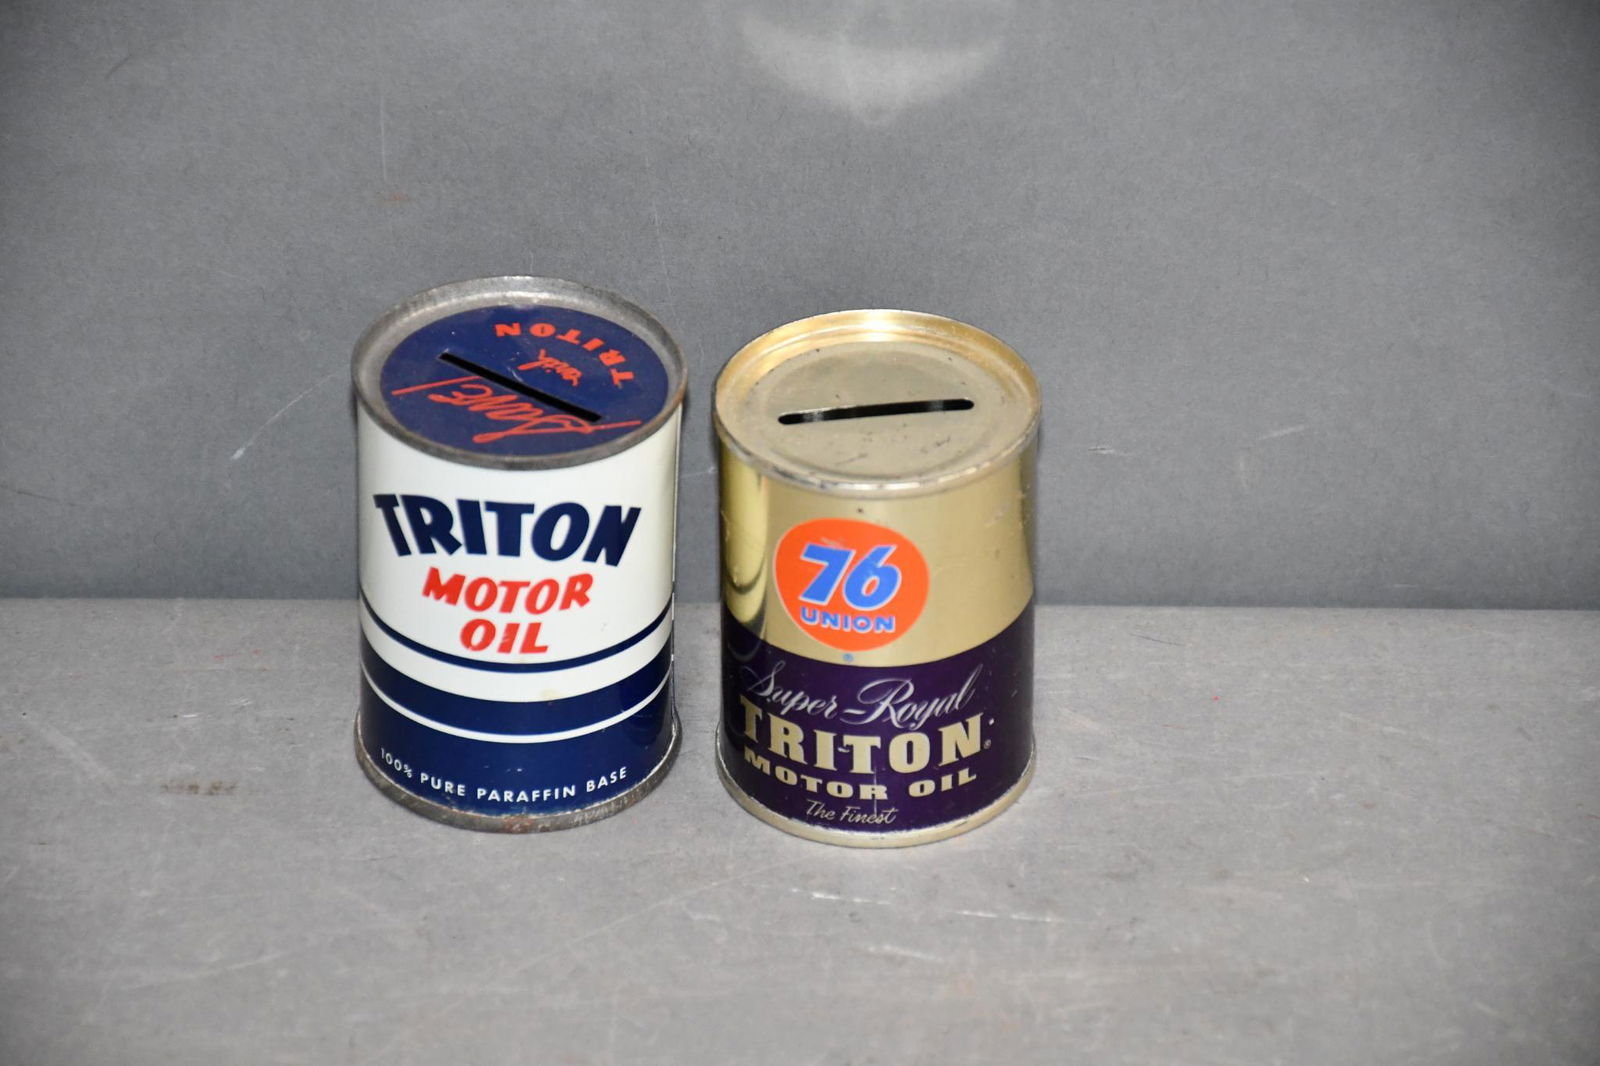 Save!
with
TRITON
TRITON
MOTOR
OIL
100% PURE PARAFFIN BASE
76
UNION
®
Super-Royal
TRITON®
MOTOR OIL
The Finest